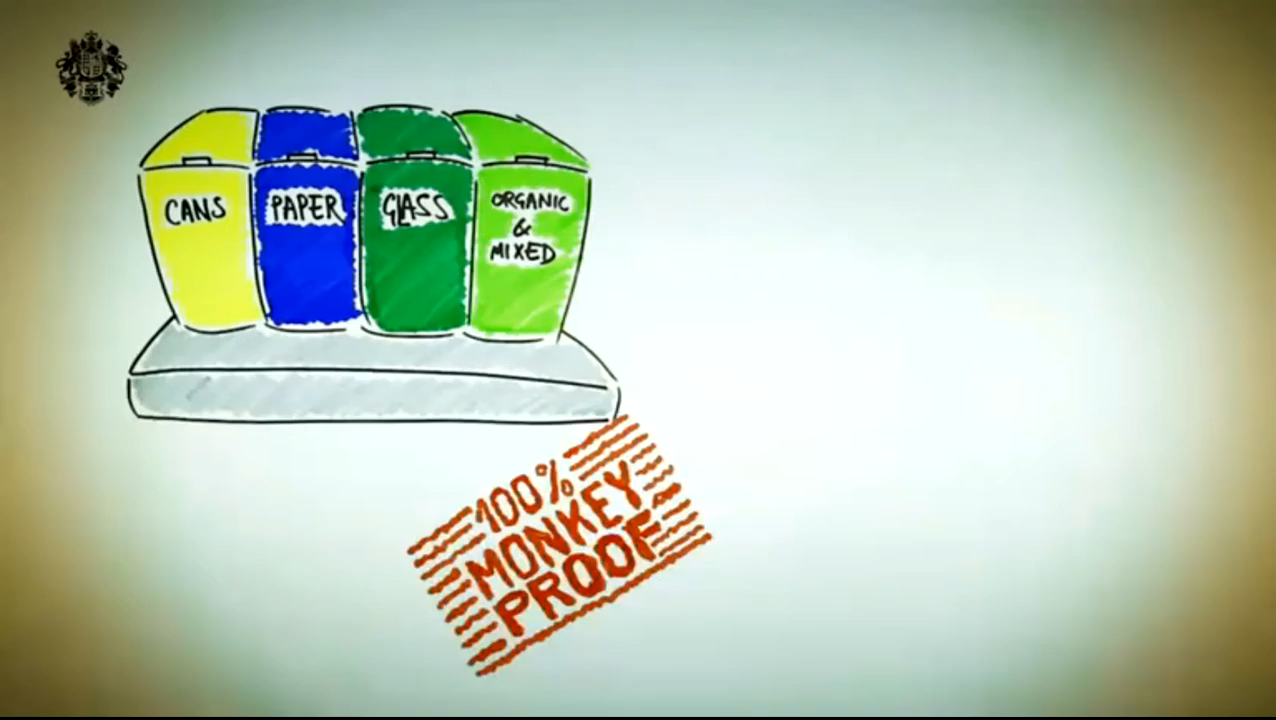 CANS
PAPER
GLASS
ORGANIC
&
MIXED
100%
MONKEY
PROOF